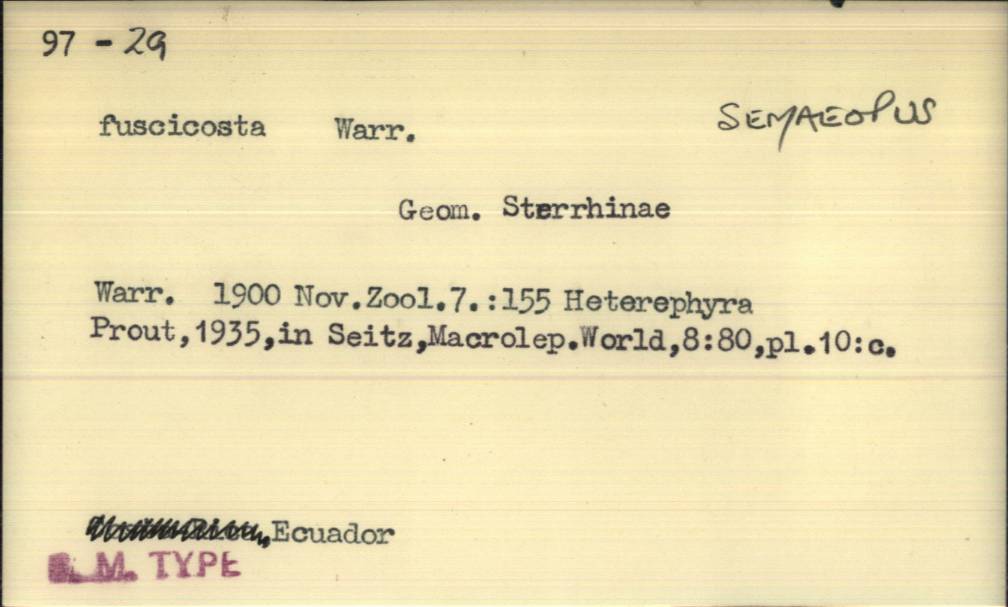 97 - 29
fuscicosta Warr. SEMAEOPUS
Geom. Sterrhinae
Warr. 1900 Nov.Zool.7.:155 Heterephyra
Prout,1935,in Seitz,Macrolep.World,8:80,pl.10:c.
,Ecuador
B. M. TYPE